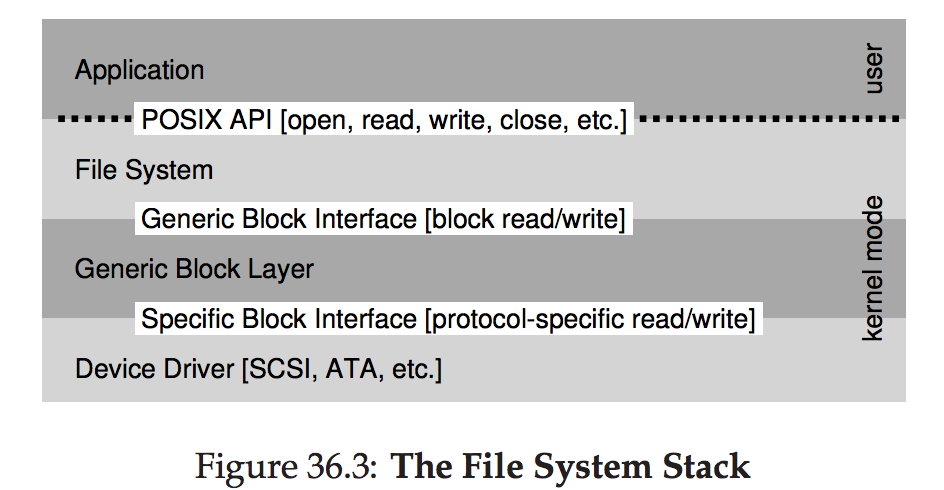 Application
user
POSIX API [open, read, write, close, etc.]
File System
Generic Block Interface [block read/write]
kernel mode
Generic Block Layer
Specific Block Interface [protocol-specific read/write]
Device Driver [SCSI, ATA, etc.]
Figure 36.3: The File System Stack